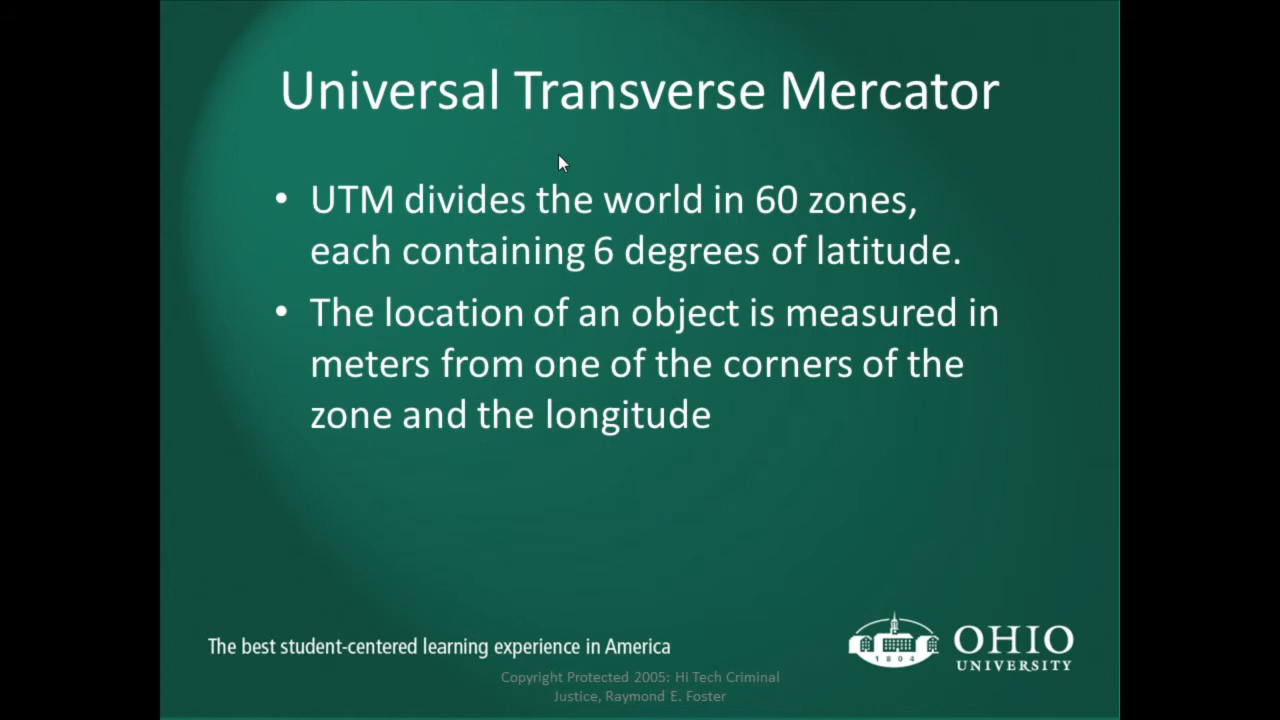 Universal Transverse Mercator
• UTM divides the world in 60 zones,
each containing 6 degrees of latitude.
• The location of an object is measured in
meters from one of the corners of the
zone and the longitude
The best student-centered learning experience in America
1804
OHIO
UNIVERSITY
Copyright Protected 2005: Hi Tech Criminal
Justice, Raymond E. Foster